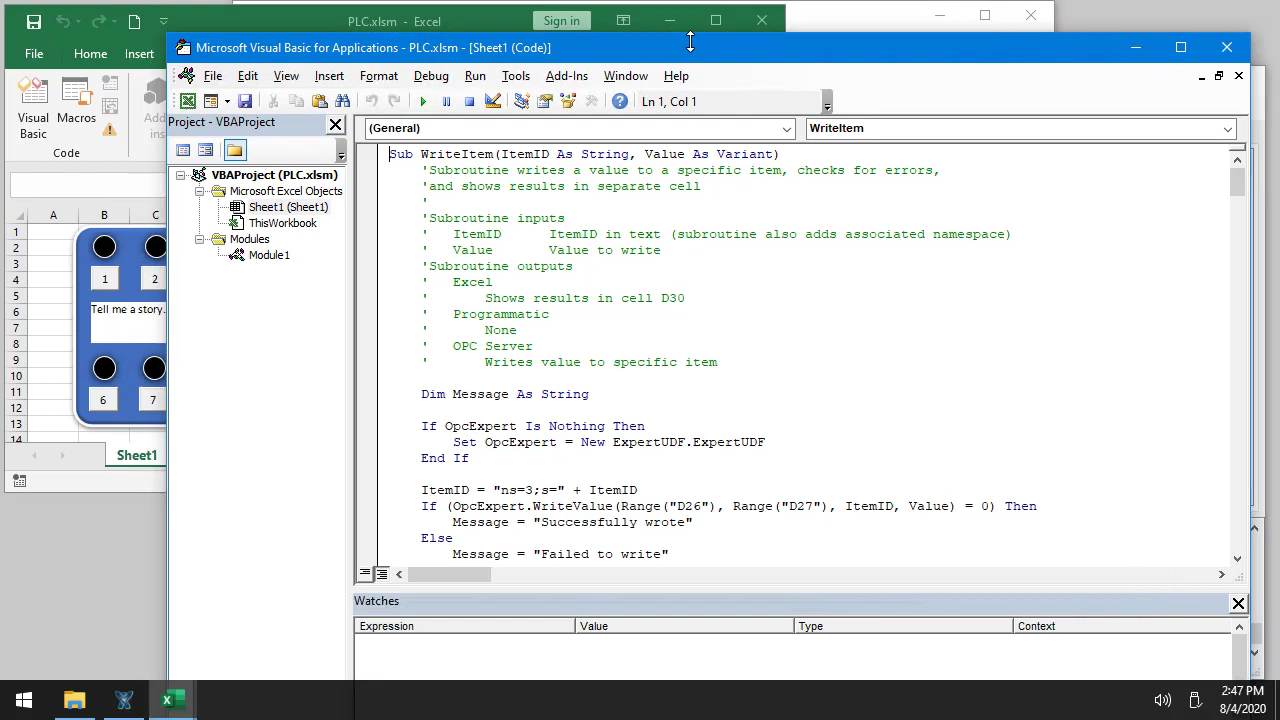 PLC.xlsm - Excel
Sign in
File Home Insert
Visual Basic
Macros
Add ins
Code
A B C
1
2
3
4
5
6
7
8
9
10
11
12
13
14
1 2
Tell me a story.
6 7
Sheet1
Microsoft Visual Basic for Applications - PLC.xlsm - [Sheet1 (Code)]
File Edit View Insert Format Debug Run Tools Add-Ins Window Help
Ln 1, Col 1
Project - VBAProject
VBAProject (PLC.xlsm)
Microsoft Excel Objects
Sheet1 (Sheet1)
ThisWorkbook
Modules
Module1
(General)
WriteItem
Sub WriteItem(ItemID As String, Value As Variant)
'Subroutine writes a value to a specific item, checks for errors,
'and shows results in separate cell
'
'Subroutine inputs
' ItemID ItemID in text (subroutine also adds associated namespace)
' Value Value to write
'Subroutine outputs
' Excel
' Shows results in cell D30
' Programmatic
' None
' OPC Server
' Writes value to specific item
Dim Message As String
If OpcExpert Is Nothing Then
Set OpcExpert = New ExpertUDF.ExpertUDF
End If
ItemID = "ns=3;s=" + ItemID
If (OpcExpert.WriteValue(Range("D26"), Range("D27"), ItemID, Value) = 0) Then
Message = "Successfully wrote"
Else
Message = "Failed to write"
Watches
Expression Value Type Context
2:47 PM
8/4/2020